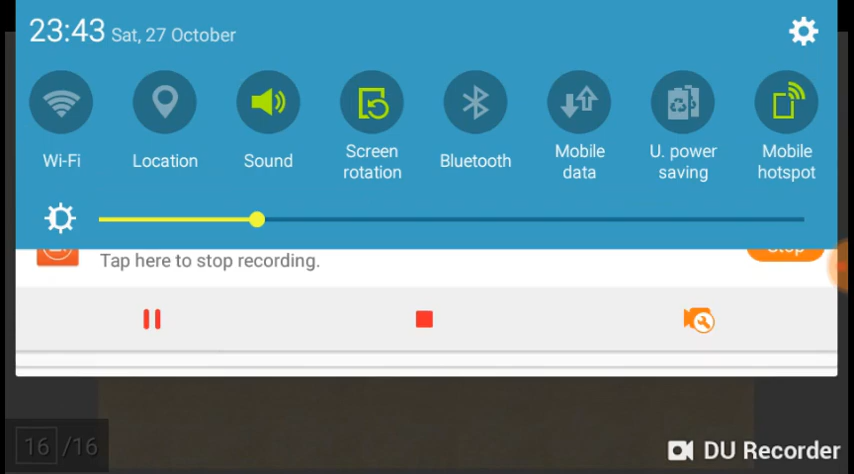 23:43 Sat, 27 October
Wi-Fi
Location
Sound
Screen
rotation
Bluetooth
Mobile
data
U. power
saving
Mobile
hotspot
Tap here to stop recording.
Stop
16 /16
DU Recorder